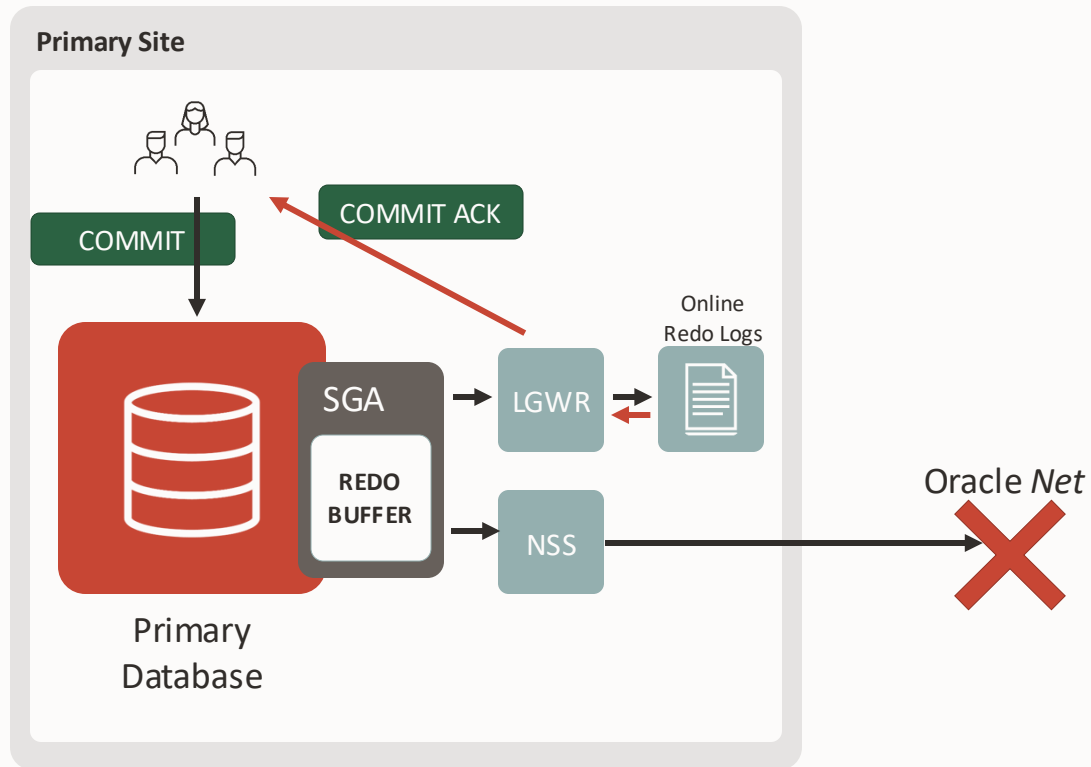 Primary Site
COMMIT ACK
COMMIT
Online
Redo Logs
SGA
LGWR
REDO
BUFFER
Oracle Net
NSS
Primary
Database